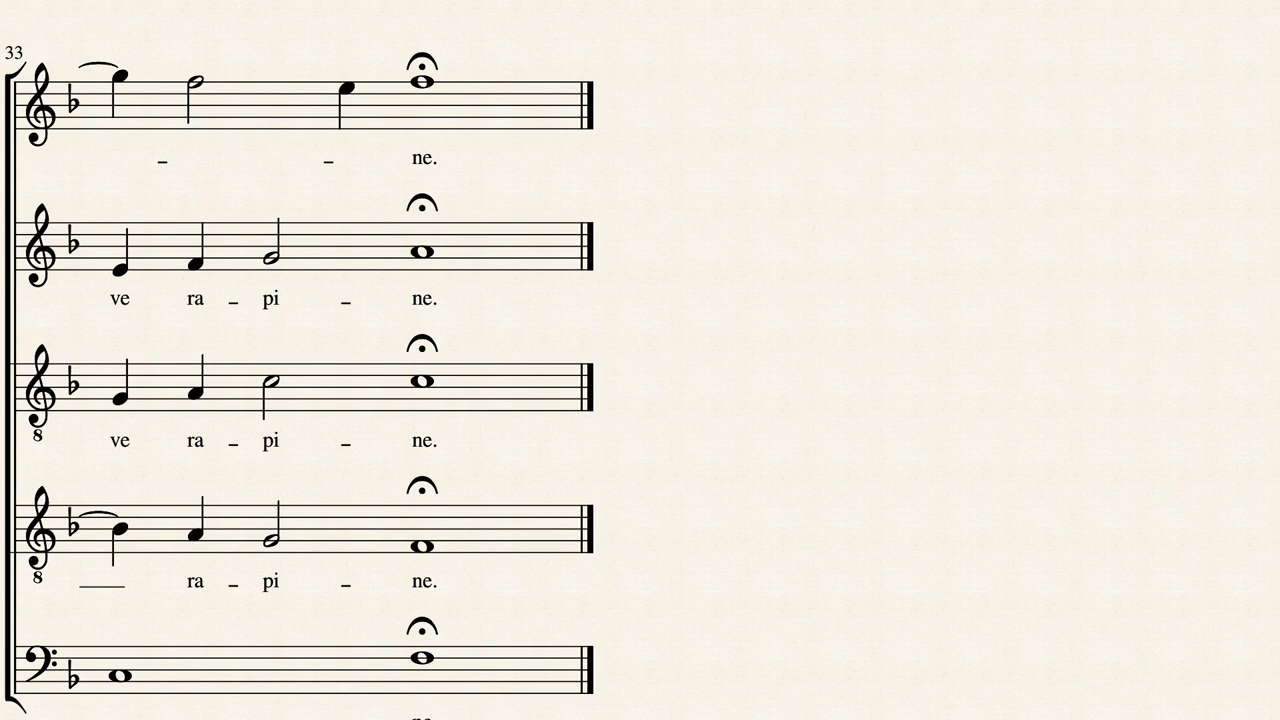 33
– – ne.
ve ra – pi – ne.
8
ve ra – pi – ne.
8
ra – pi – ne.